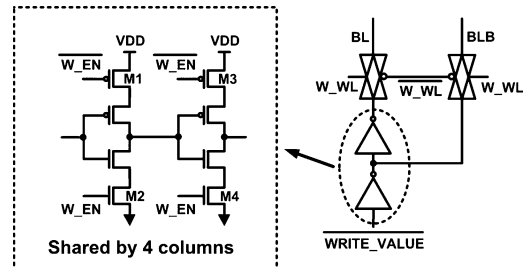 VDD VDD
W_EN W_EN
M1 M3
M2 M4
W_EN W_EN
Shared by 4 columns
BL BLB
W_WL W_WL W_WL
WRITE_VALUE